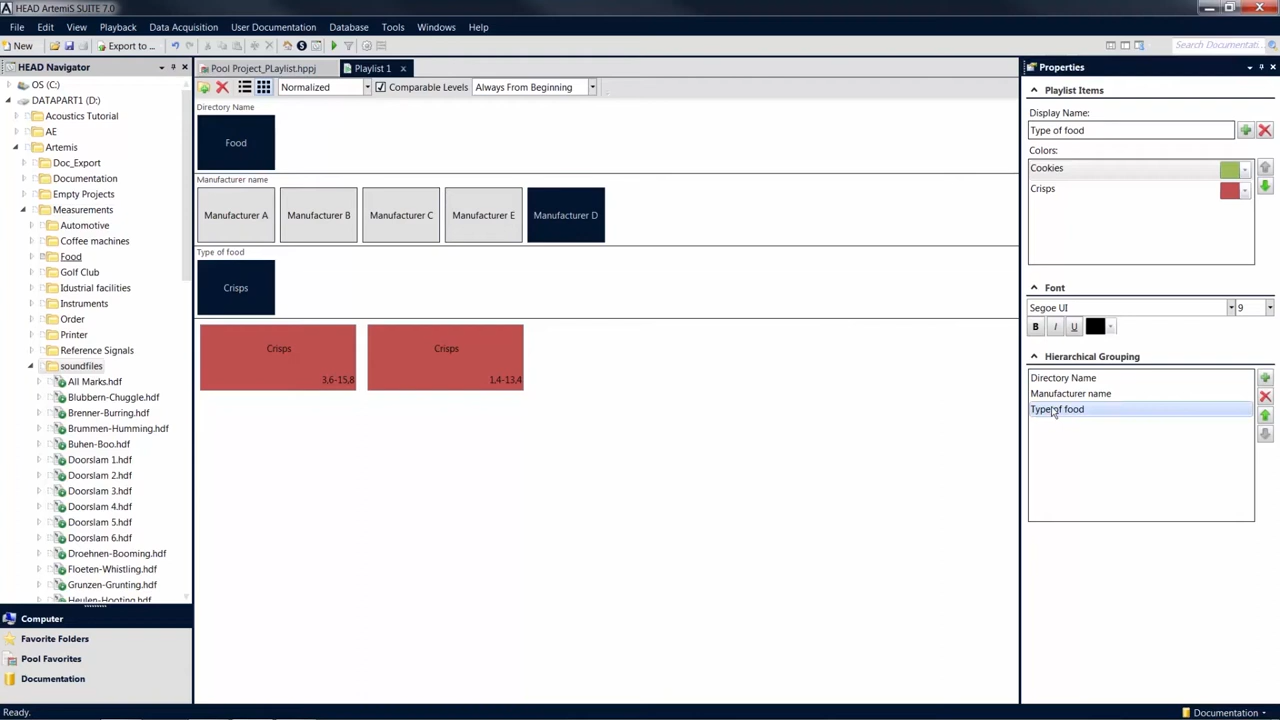 HEAD ArtemiS SUITE 7.0
File Edit View Playback Data Acquisition User Documentation Database Tools Windows Help
New Export to ... Search Documentati...
HEAD Navigator
OS (C:)
DATAPART1 (D:)
Acoustics Tutorial
AE
Artemis
Doc_Export
Documentation
Empty Projects
Measurements
Automotive
Coffee machines
Food
Golf Club
Idustrial facilities
Instruments
Order
Printer
Reference Signals
soundfiles
All Marks.hdf
Blubbern-Chuggle.hdf
Brenner-Burring.hdf
Brummen-Humming.hdf
Buhen-Boo.hdf
Doorslam 1.hdf
Doorslam 2.hdf
Doorslam 3.hdf
Doorslam 4.hdf
Doorslam 5.hdf
Doorslam 6.hdf
Droehnen-Booming.hdf
Floeten-Whistling.hdf
Grunzen-Grunting.hdf
Heulen-Hooting.hdf
Computer
Favorite Folders
Pool Favorites
Documentation
Pool Project_PLaylist.hppj Playlist 1
Normalized Comparable Levels Always From Beginning
Directory Name
Food
Manufacturer name
Manufacturer A Manufacturer B Manufacturer C Manufacturer E Manufacturer D
Type of food
Crisps
Crisps Crisps
3,6-15,8 1,4-13,4
Properties
Playlist Items
Display Name:
Type of food
Colors:
Cookies
Crisps
Font
Segoe UI 9
B I U
Hierarchical Grouping
Directory Name
Manufacturer name
Type of food
Ready. Documentation